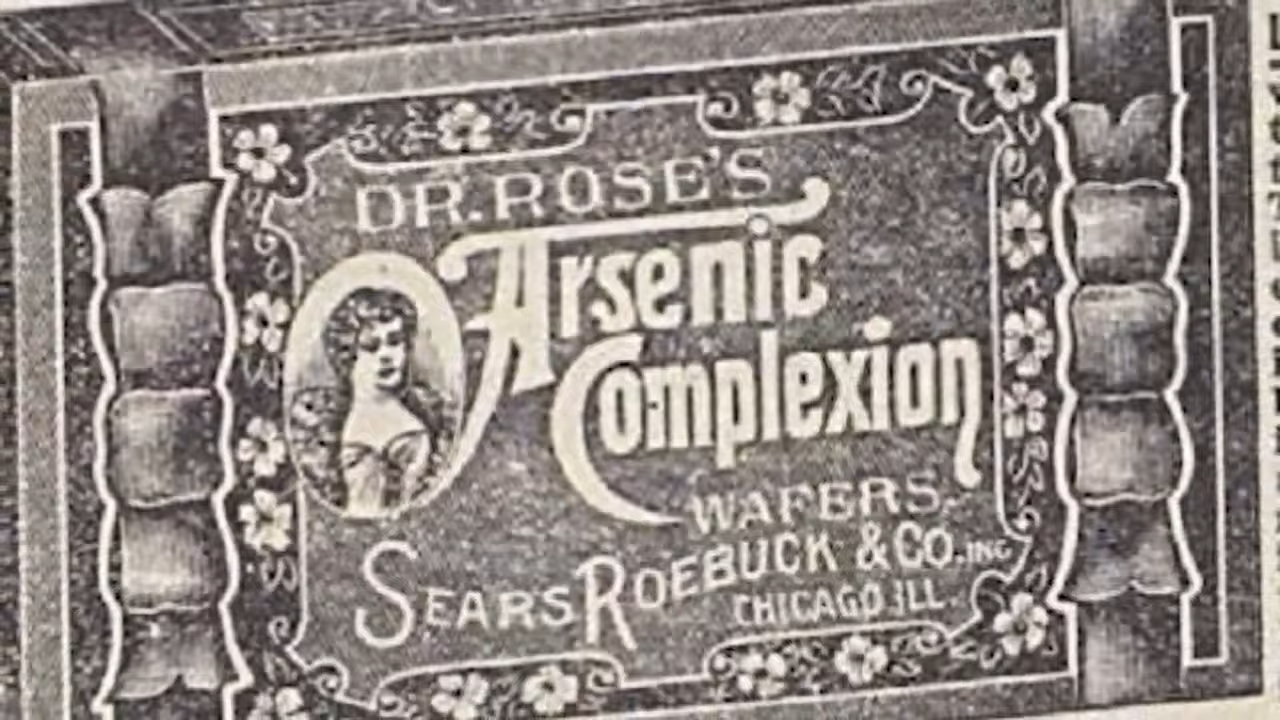 DR. ROSE'S
Arsenic
Complexion
WAFERS.
SEARS ROEBUCK & CO. INC
CHICAGO, ILL.